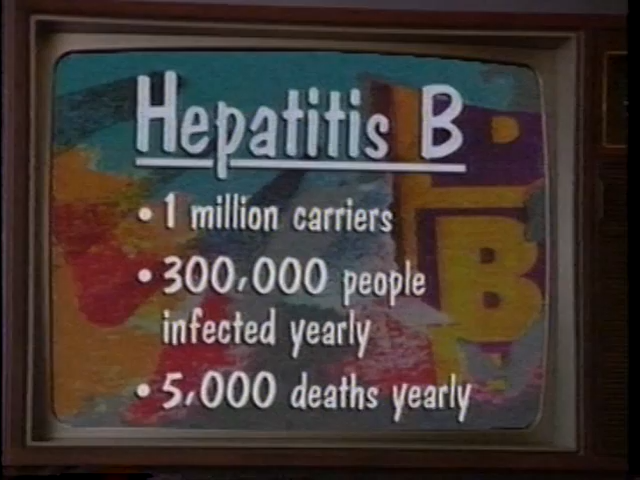 Hepatitis B
• 1 million carriers
• 300,000 people
infected yearly
• 5,000 deaths yearly
B
B